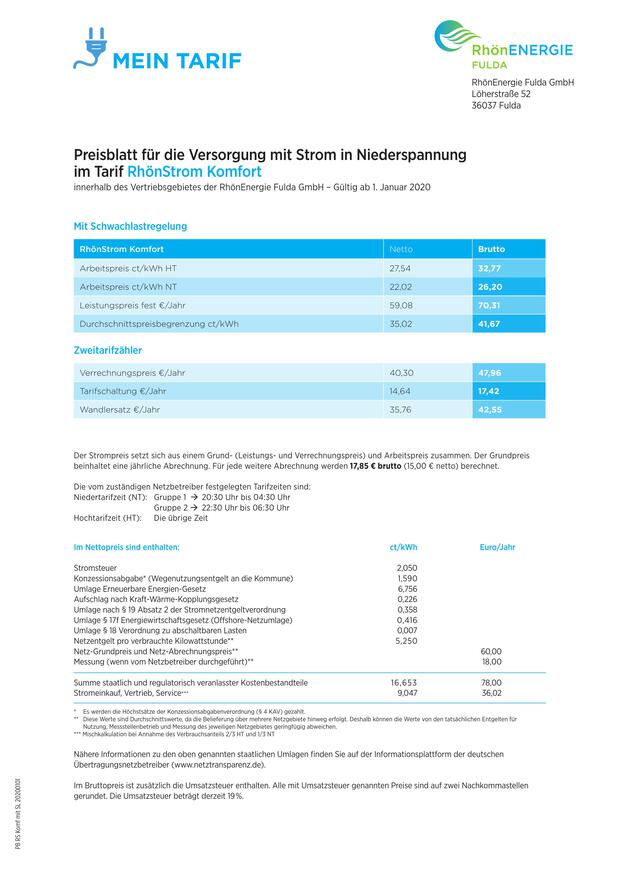 MEIN TARIF
RhönENERGIE
FULDA
RhönEnergie Fulda GmbH
Löherstraße 52
36037 Fulda
Preisblatt für die Versorgung mit Strom in Niederspannung
im Tarif RhönStrom Komfort
innerhalb des Vertriebsgebietes der RhönEnergie Fulda GmbH – Gültig ab 1. Januar 2020
Mit Schwachlastregelung
RhönStrom Komfort Netto Brutto
Arbeitspreis ct/kWh HT 27,54 32,77
Arbeitspreis ct/kWh NT 22,02 26,20
Leistungspreis fest €/Jahr 59,08 70,31
Durchschnittspreisbegrenzung ct/kWh 35,02 41,67
Zweitarifzähler
Verrechnungspreis €/Jahr 40,30 47,96
Tarifschaltung €/Jahr 14,64 17,42
Wandlersatz €/Jahr 35,76 42,55
Der Strompreis setzt sich aus einem Grund- (Leistungs- und Verrechnungspreis) und Arbeitspreis zusammen. Der Grundpreis
beinhaltet eine jährliche Abrechnung. Für jede weitere Abrechnung werden 17,85 € brutto (15,00 € netto) berechnet.
Die vom zuständigen Netzbetreiber festgelegten Tarifzeiten sind:
Niedertarifzeit (NT): Gruppe 1 → 20:30 Uhr bis 04:30 Uhr
Gruppe 2 → 22:30 Uhr bis 06:30 Uhr
Hochtarifzeit (HT): Die übrige Zeit
Im Nettopreis sind enthalten: ct/kWh Euro/Jahr
Stromsteuer 2,050
Konzessionsabgabe* (Wegenutzungsentgelt an die Kommune) 1,590
Umlage Erneuerbare Energien-Gesetz 6,756
Aufschlag nach Kraft-Wärme-Kopplungsgesetz 0,226
Umlage nach § 19 Absatz 2 der Stromnetzentgeltverordnung 0,358
Umlage § 17f Energiewirtschaftsgesetz (Offshore-Netzumlage) 0,416
Umlage § 18 Verordnung zu abschaltbaren Lasten 0,007
Netzentgelt pro verbrauchte Kilowattstunde** 5,250
Netz-Grundpreis und Netz-Abrechnungspreis** 60,00
Messung (wenn vom Netzbetreiber durchgeführt)** 18,00
Summe staatlich und regulatorisch veranlasster Kostenbestandteile 16,653 78,00
Stromeinkauf, Vertrieb, Service*** 9,047 36,02
* Es werden die Höchstsätze der Konzessionsabgabenverordnung (§ 4 KAV) gezahlt.
** Diese Werte sind Durchschnittswerte, da die Belieferung über mehrere Netzgebiete hinweg erfolgt. Deshalb können die Werte von den tatsächlichen Entgelten für
Nutzung, Messstellenbetrieb und Messung des jeweiligen Netzgebietes geringfügig abweichen.
*** Mischkalkulation bei Annahme des Verbrauchsanteils 2/3 HT und 1/3 NT
Nähere Informationen zu den oben genannten staatlichen Umlagen finden Sie auf der Informationsplattform der deutschen
Übertragungsnetzbetreiber (www.netztransparenz.de).
Im Bruttopreis ist zusätzlich die Umsatzsteuer enthalten. Alle mit Umsatzsteuer genannten Preise sind auf zwei Nachkommastellen
gerundet. Die Umsatzsteuer beträgt derzeit 19 %.
PB RS Komf mit SL 20200101